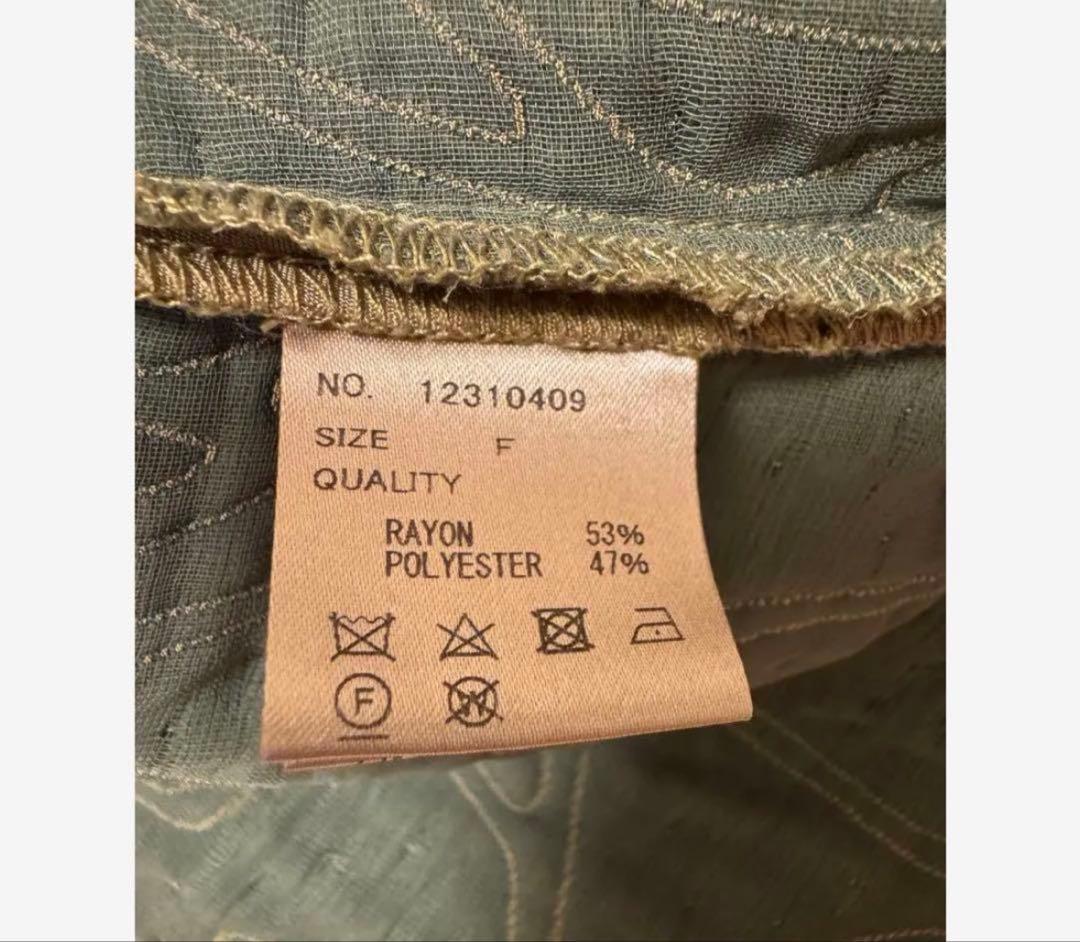 NO. 12310409
SIZE F
QUALITY
RAYON 53%
POLYESTER 47%
F
W